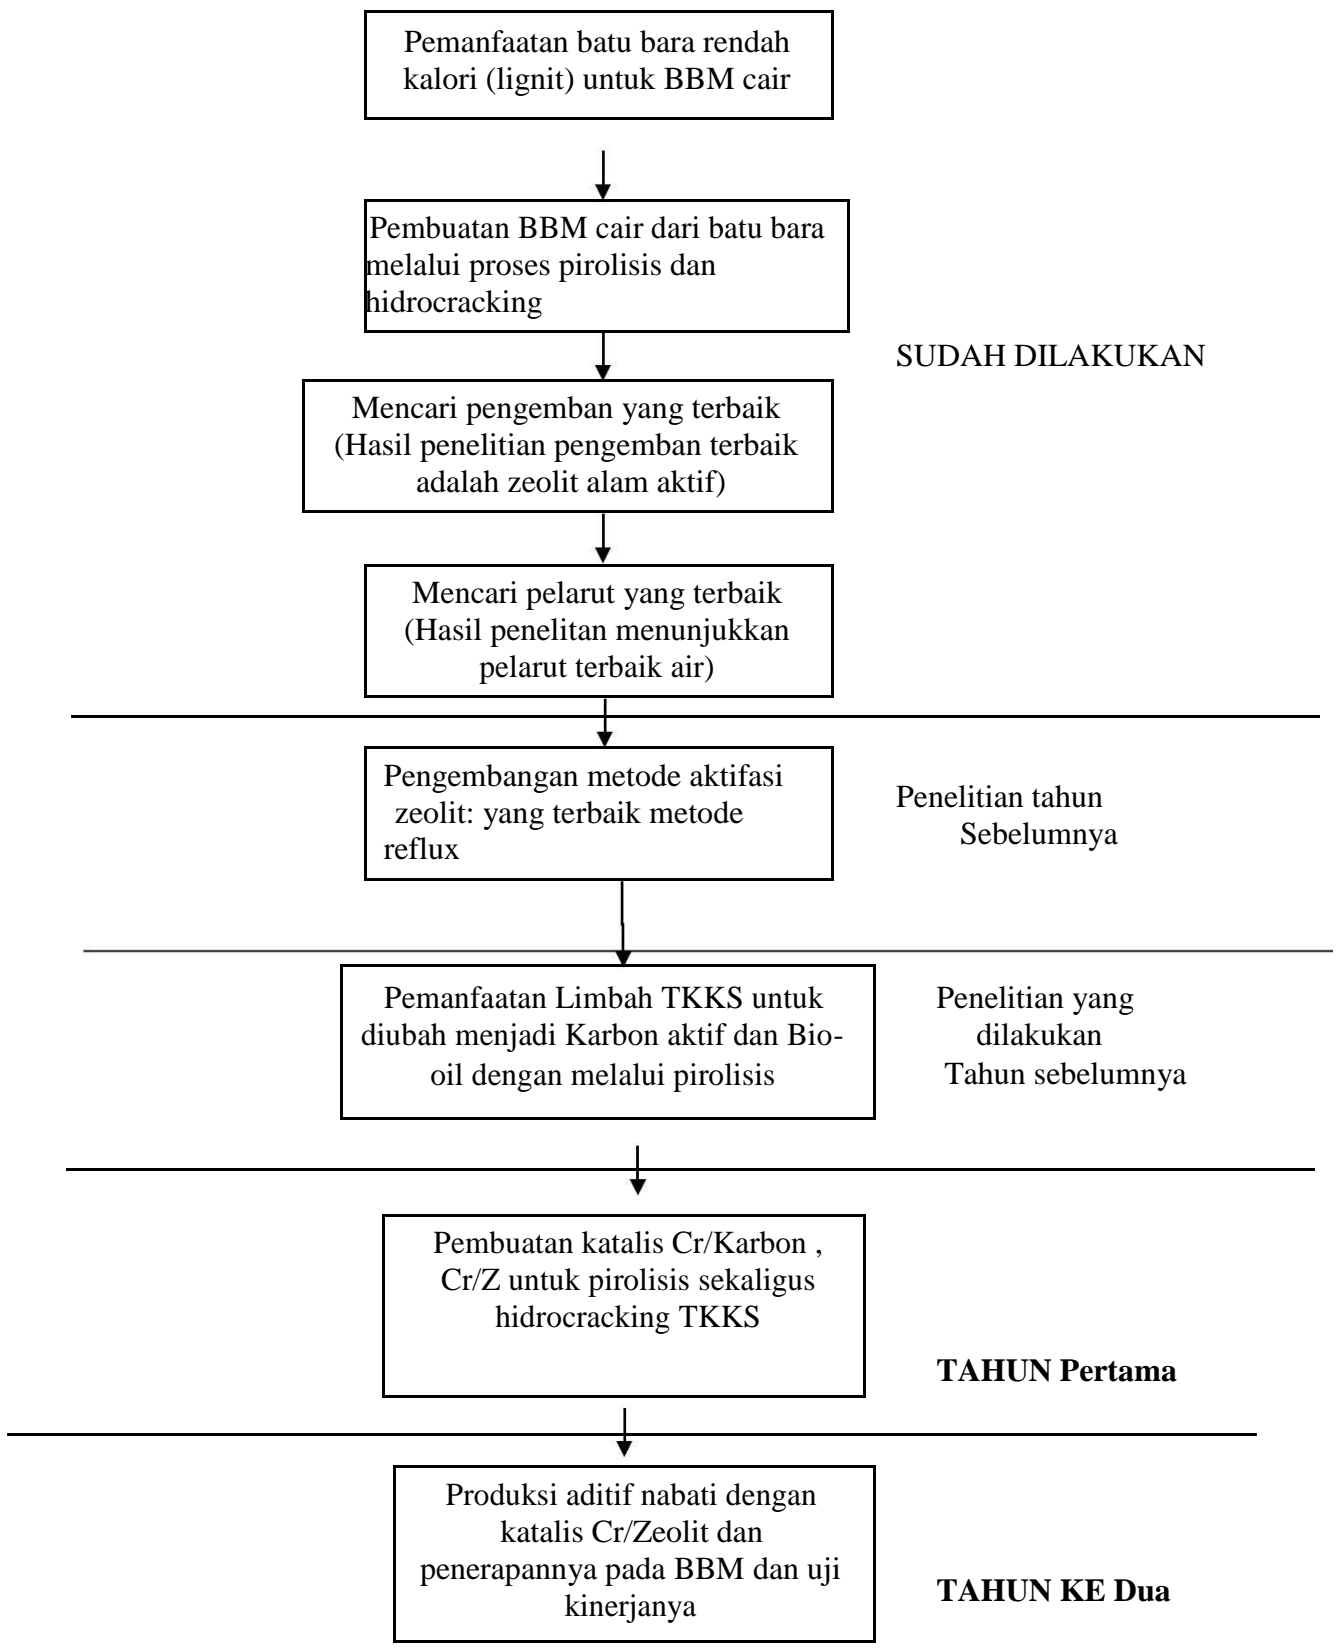 Pemanfaatan batu bara rendah
kalori (lignit) untuk BBM cair
Pembuatan BBM cair dari batu bara
melalui proses pirolisis dan
hidrocracking
SUDAH DILAKUKAN
Mencari pengemban yang terbaik
(Hasil penelitian pengemban terbaik
adalah zeolit alam aktif)
Mencari pelarut yang terbaik
(Hasil penelitan menunjukkan
pelarut terbaik air)
Pengembangan metode aktifasi
zeolit: yang terbaik metode
reflux
Penelitian tahun
Sebelumnya
Pemanfaatan Limbah TKKS untuk
diubah menjadi Karbon aktif dan Bio-
oil dengan melalui pirolisis
Penelitian yang
dilakukan
Tahun sebelumnya
Pembuatan katalis Cr/Karbon ,
Cr/Z untuk pirolisis sekaligus
hidrocracking TKKS
TAHUN Pertama
Produksi aditif nabati dengan
katalis Cr/Zeolit dan
penerapannya pada BBM dan uji
kinerjanya
TAHUN KE Dua